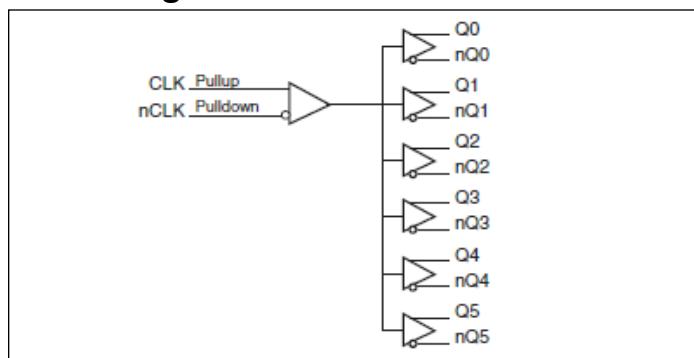 Q0
nQ0
CLK Pullup
nCLK Pulldown
Q1
nQ1
Q2
nQ2
Q3
nQ3
Q4
nQ4
Q5
nQ5